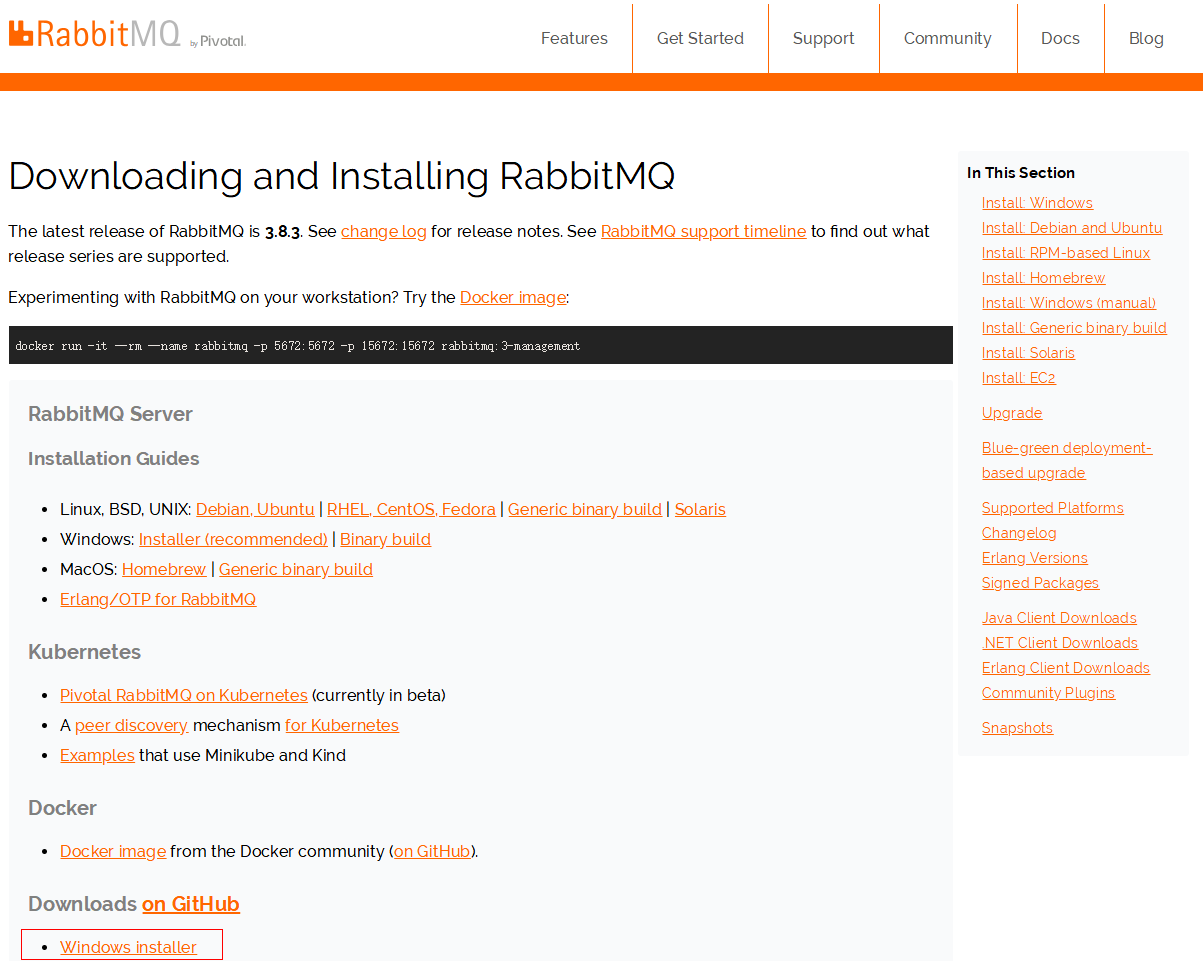 RabbitMQ by Pivotal.
Features
Get Started
Support
Community
Docs
Blog
Downloading and Installing RabbitMQ
The latest release of RabbitMQ is 3.8.3. See change log for release notes. See RabbitMQ support timeline to find out what
release series are supported.
Experimenting with RabbitMQ on your workstation? Try the Docker image:
docker run -it --rm --name rabbitmq -p 5672:5672 -p 15672:15672 rabbitmq:3-management
RabbitMQ Server
Installation Guides
• Linux, BSD, UNIX: Debian, Ubuntu | RHEL, CentOS, Fedora | Generic binary build | Solaris
• Windows: Installer (recommended) | Binary build
• MacOS: Homebrew | Generic binary build
• Erlang/OTP for RabbitMQ
Kubernetes
• Pivotal RabbitMQ on Kubernetes (currently in beta)
• A peer discovery mechanism for Kubernetes
• Examples that use Minikube and Kind
Docker
• Docker image from the Docker community (on GitHub).
Downloads on GitHub
• Windows installer
In This Section
Install: Windows
Install: Debian and Ubuntu
Install: RPM-based Linux
Install: Homebrew
Install: Windows (manual)
Install: Generic binary build
Install: Solaris
Install: EC2
Upgrade
Blue-green deployment-
based upgrade
Supported Platforms
Changelog
Erlang Versions
Signed Packages
Java Client Downloads
.NET Client Downloads
Erlang Client Downloads
Community Plugins
Snapshots